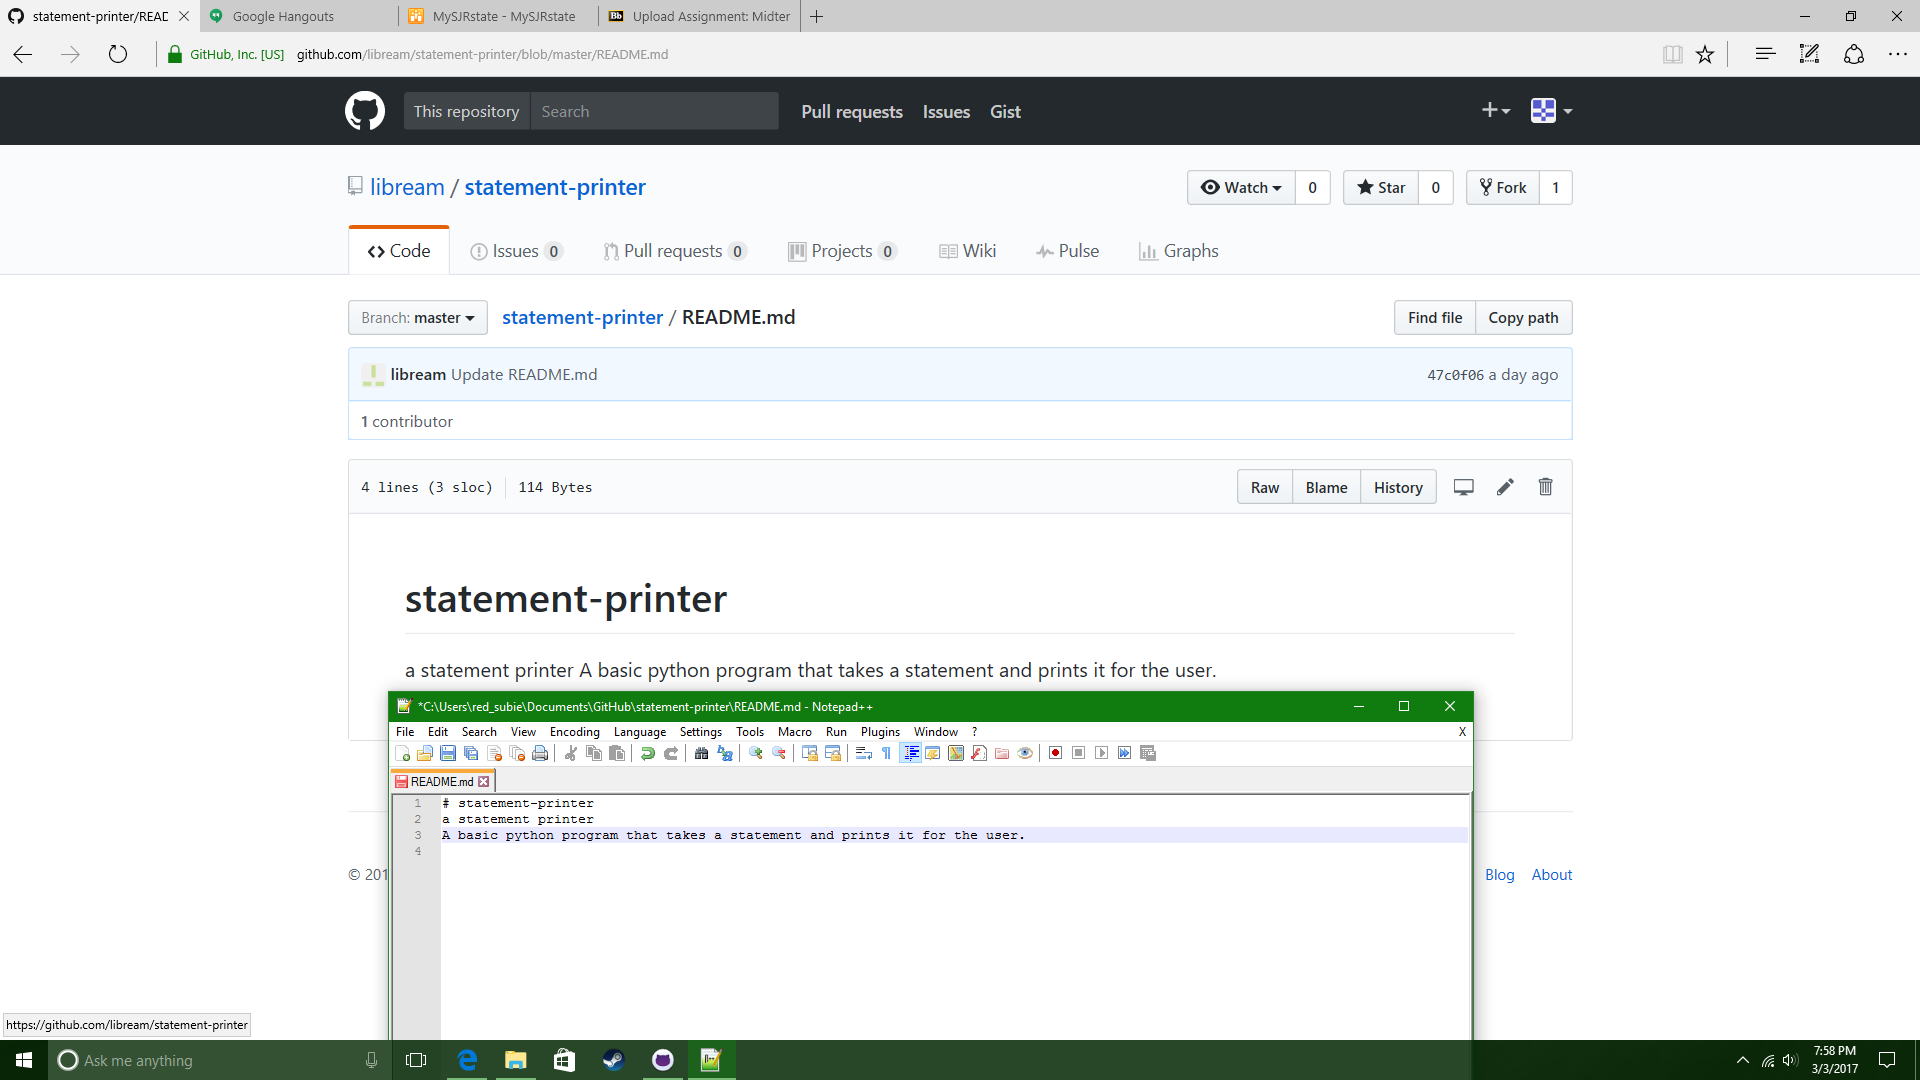 statement-printer/READ
Google Hangouts
MySJRstate - MySJRstate
Bb Upload Assignment: Midter
GitHub, Inc. [US] github.com/libream/statement-printer/blob/master/README.md
This repository Search Pull requests Issues Gist
libream / statement-printer
Watch 0 Star 0 Fork 1
Code Issues 0 Pull requests 0 Projects 0 Wiki Pulse Graphs
Branch: master statement-printer / README.md Find file Copy path
libream Update README.md 47c0f06 a day ago
1 contributor
4 lines (3 sloc) 114 Bytes Raw Blame History
statement-printer
a statement printer A basic python program that takes a statement and prints it for the user.
*C:\Users\red_subie\Documents\GitHub\statement-printer\README.md - Notepad++
File Edit Search View Encoding Language Settings Tools Macro Run Plugins Window ? X
README.md
1 # statement-printer
2 a statement printer
3 A basic python program that takes a statement and prints it for the user.
4
© 201 Blog About
https://github.com/libream/statement-printer
Ask me anything
7:58 PM
3/3/2017